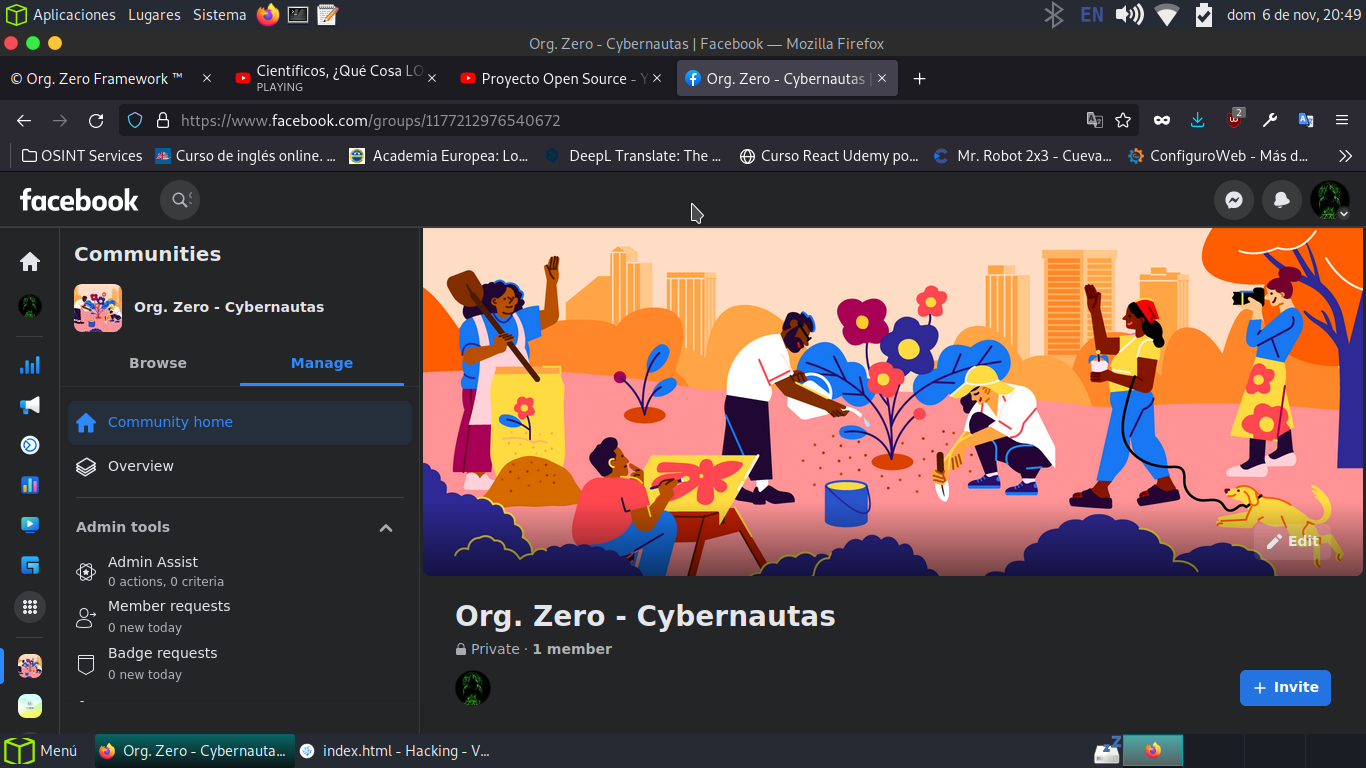 Aplicaciones Lugares Sistema EN dom 6 de nov, 20:49
Org. Zero - Cybernautas | Facebook — Mozilla Firefox
© Org. Zero Framework ™
Científicos, ¿Qué Cosa LO
PLAYING
Proyecto Open Source - Y
Org. Zero - Cybernautas |
https://www.facebook.com/groups/1177212976540672
2
OSINT Services Curso de inglés online. ... Academia Europea: Lo... DeepL Translate: The ... Curso React Udemy po... Mr. Robot 2x3 - Cueva... ConfiguroWeb - Más d...
facebook
Communities
Org. Zero - Cybernautas
Browse Manage
Community home
Overview
Admin tools
Admin Assist
0 actions, 0 criteria
Member requests
0 new today
Badge requests
0 new today
Edit
Org. Zero - Cybernautas
Private · 1 member
+ Invite
Menú Org. Zero - Cybernauta... index.html - Hacking - V...